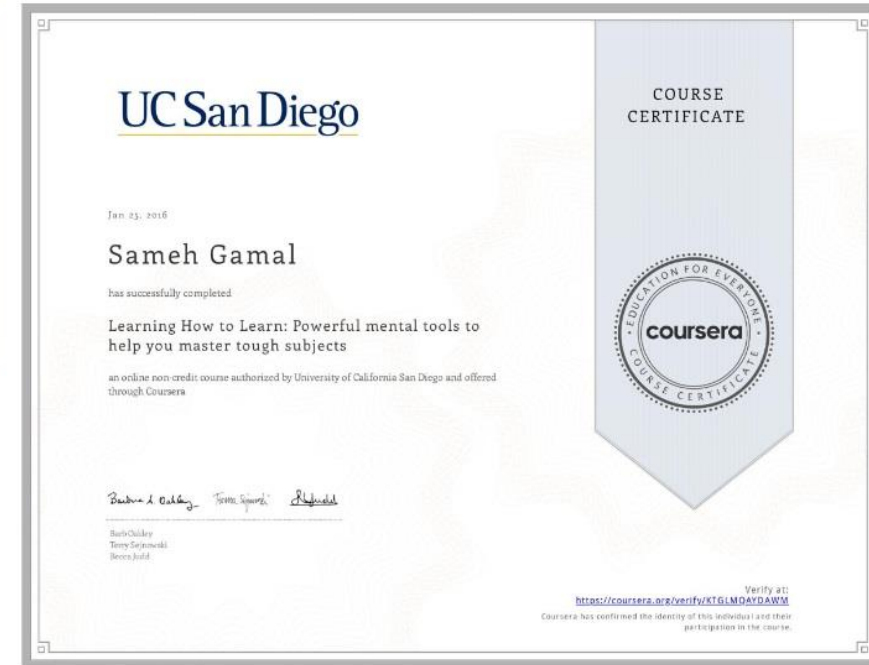 UC San Diego
COURSE
CERTIFICATE
Jan 25, 2016
Sameh Gamal
has successfully completed
Learning How to Learn: Powerful mental tools to
help you master tough subjects
an online non-credit course authorized by University of California San Diego and offered
through Coursera
EDUCATION FOR EVERYONE
coursera
COURSE CERTIFICATE
Barb Oakley
Terry Sejnowski
Becca Judd
Verify at:
https://coursera.org/verify/KTGLMQAYDAWM
Coursera has confirmed the identity of this individual and their
participation in the course.